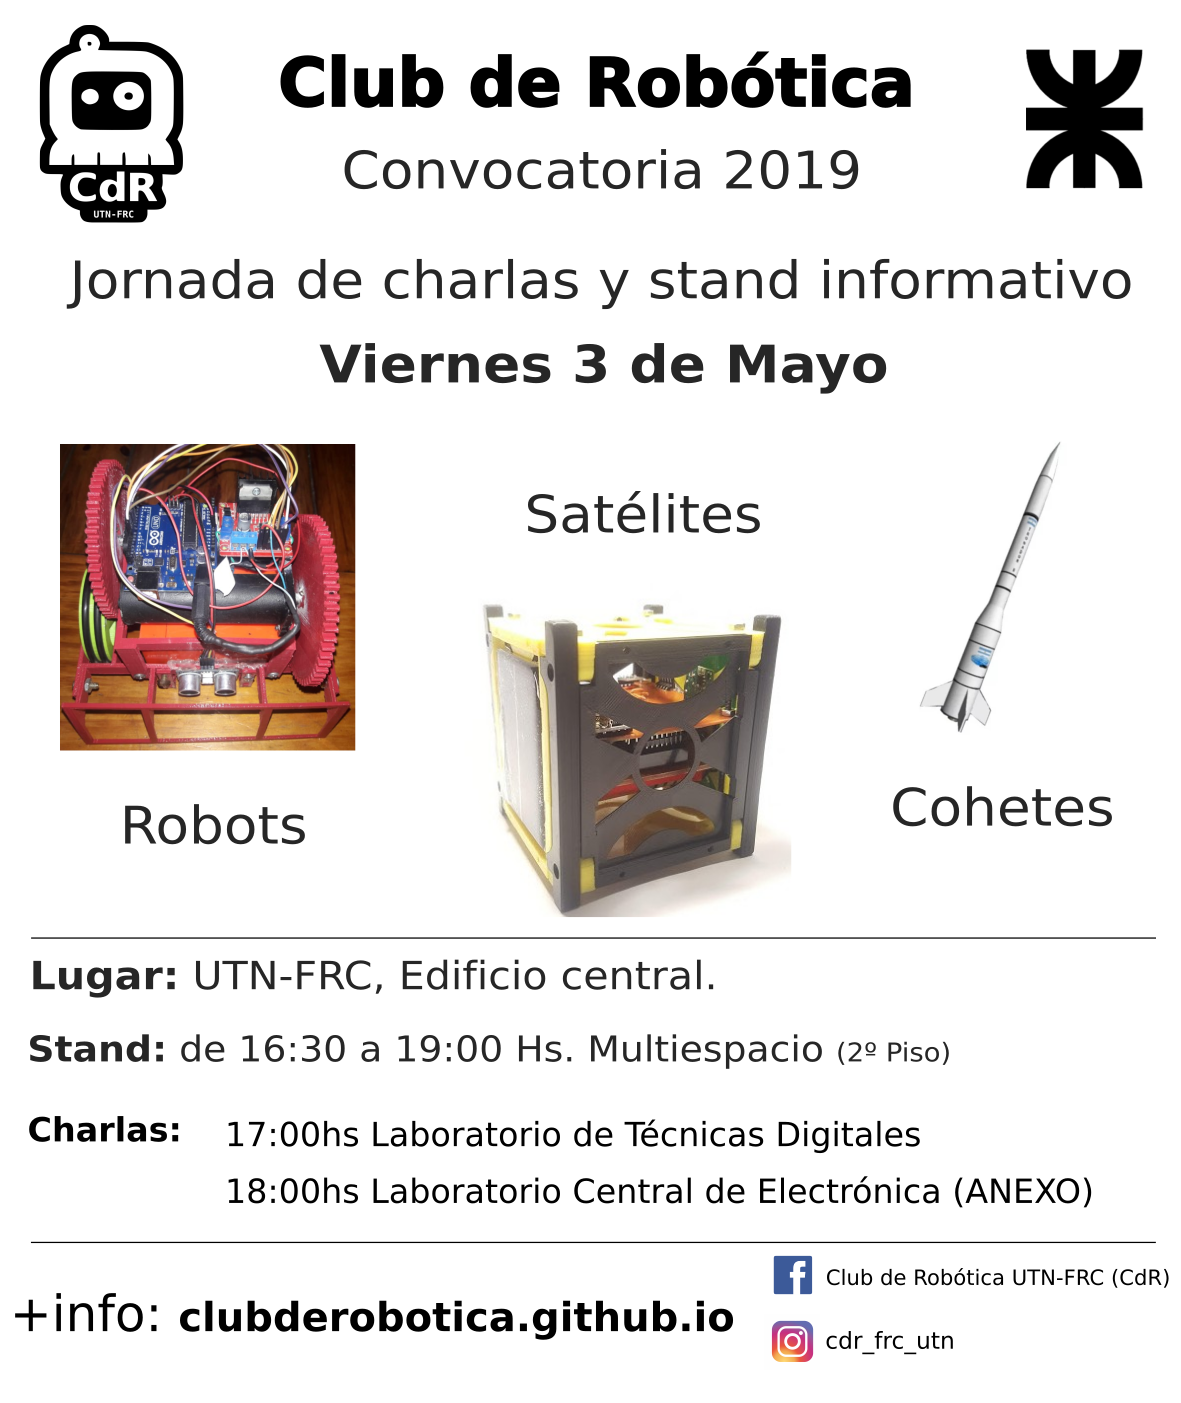 Club de Robótica
Convocatoria 2019
CdR
UTN-FRC
Jornada de charlas y stand informativo
Viernes 3 de Mayo
Satélites
Robots
Cohetes
Lugar: UTN-FRC, Edificio central.
Stand: de 16:30 a 19:00 Hs. Multiespacio (2º Piso)
Charlas: 17:00hs Laboratorio de Técnicas Digitales
18:00hs Laboratorio Central de Electrónica (ANEXO)
+info: clubderobotica.github.io
Club de Robótica UTN-FRC (CdR)
cdr_frc_utn